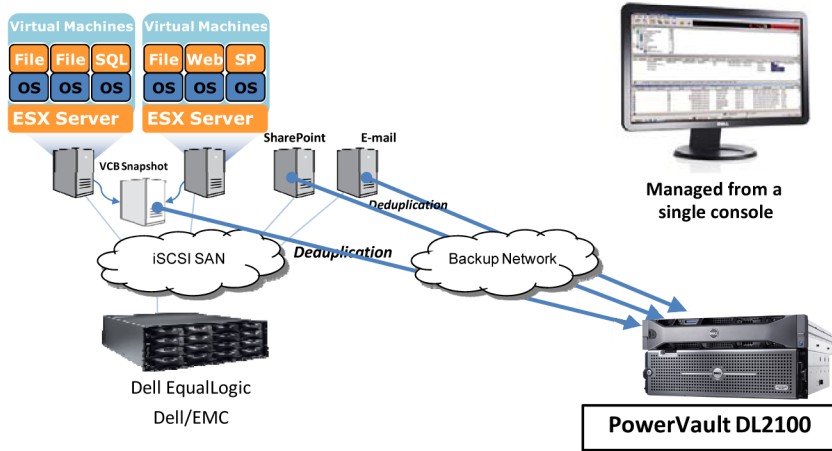 Virtual Machines
Virtual Machines
File File SQL
File Web SP
OS OS OS
OS OS OS
ESX Server
ESX Server
SharePoint
E-mail
VCB Snapshot
Managed from a
single console
Deduplication
iSCSI SAN
Deduplication
Backup Network
Dell EqualLogic
Dell/EMC
PowerVault DL2100